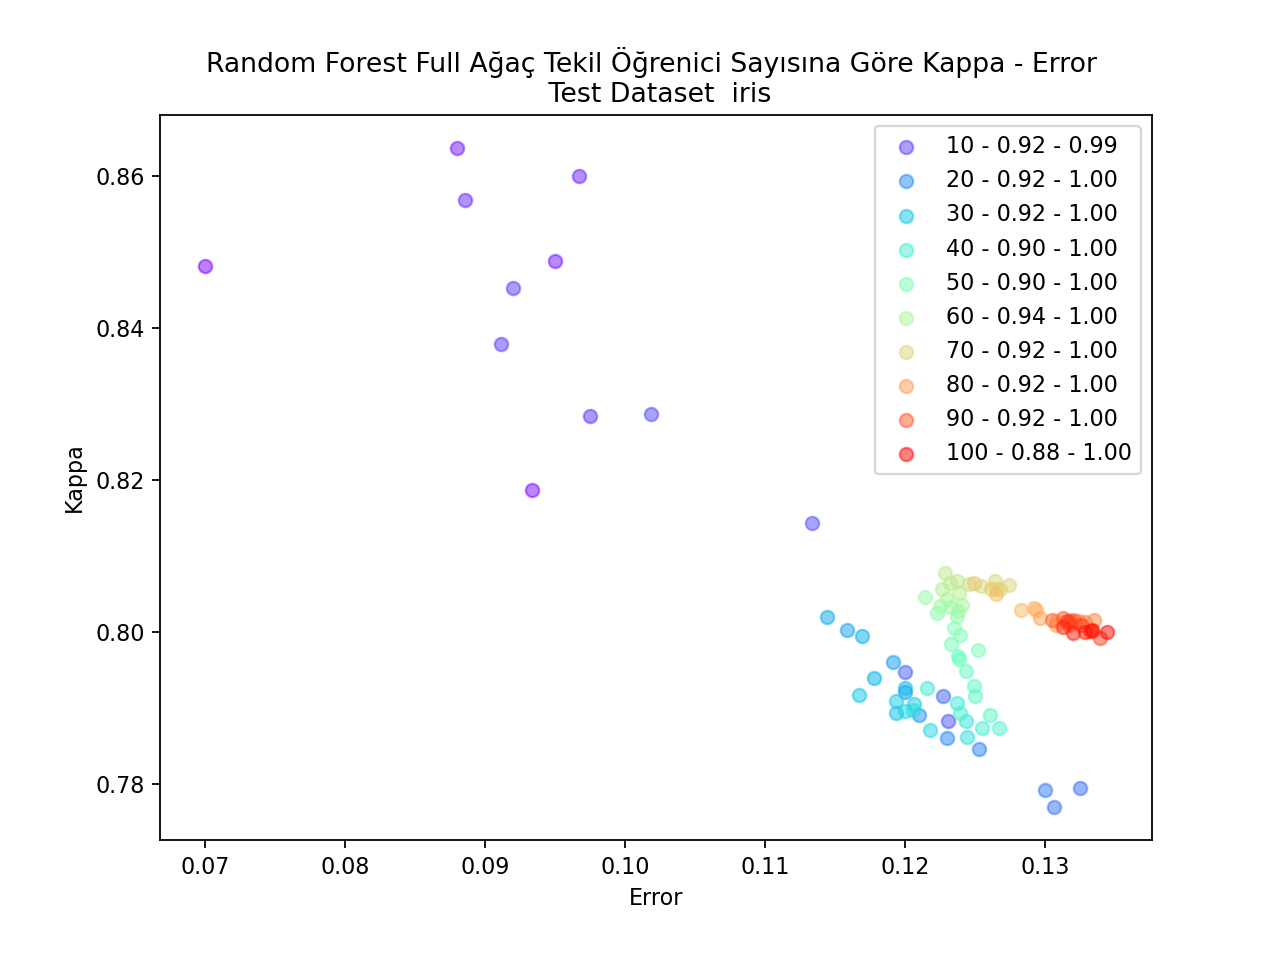 Random Forest Full Ağaç Tekil Öğrenici Sayısına Göre Kappa - Error
Test Dataset  iris
0.86
0.84
0.82
0.80
0.78
Kappa
10 - 0.92 - 0.99
20 - 0.92 - 1.00
30 - 0.92 - 1.00
40 - 0.90 - 1.00
50 - 0.90 - 1.00
60 - 0.94 - 1.00
70 - 0.92 - 1.00
80 - 0.92 - 1.00
90 - 0.92 - 1.00
100 - 0.88 - 1.00
0.07 0.08 0.09 0.10 0.11 0.12 0.13
Error